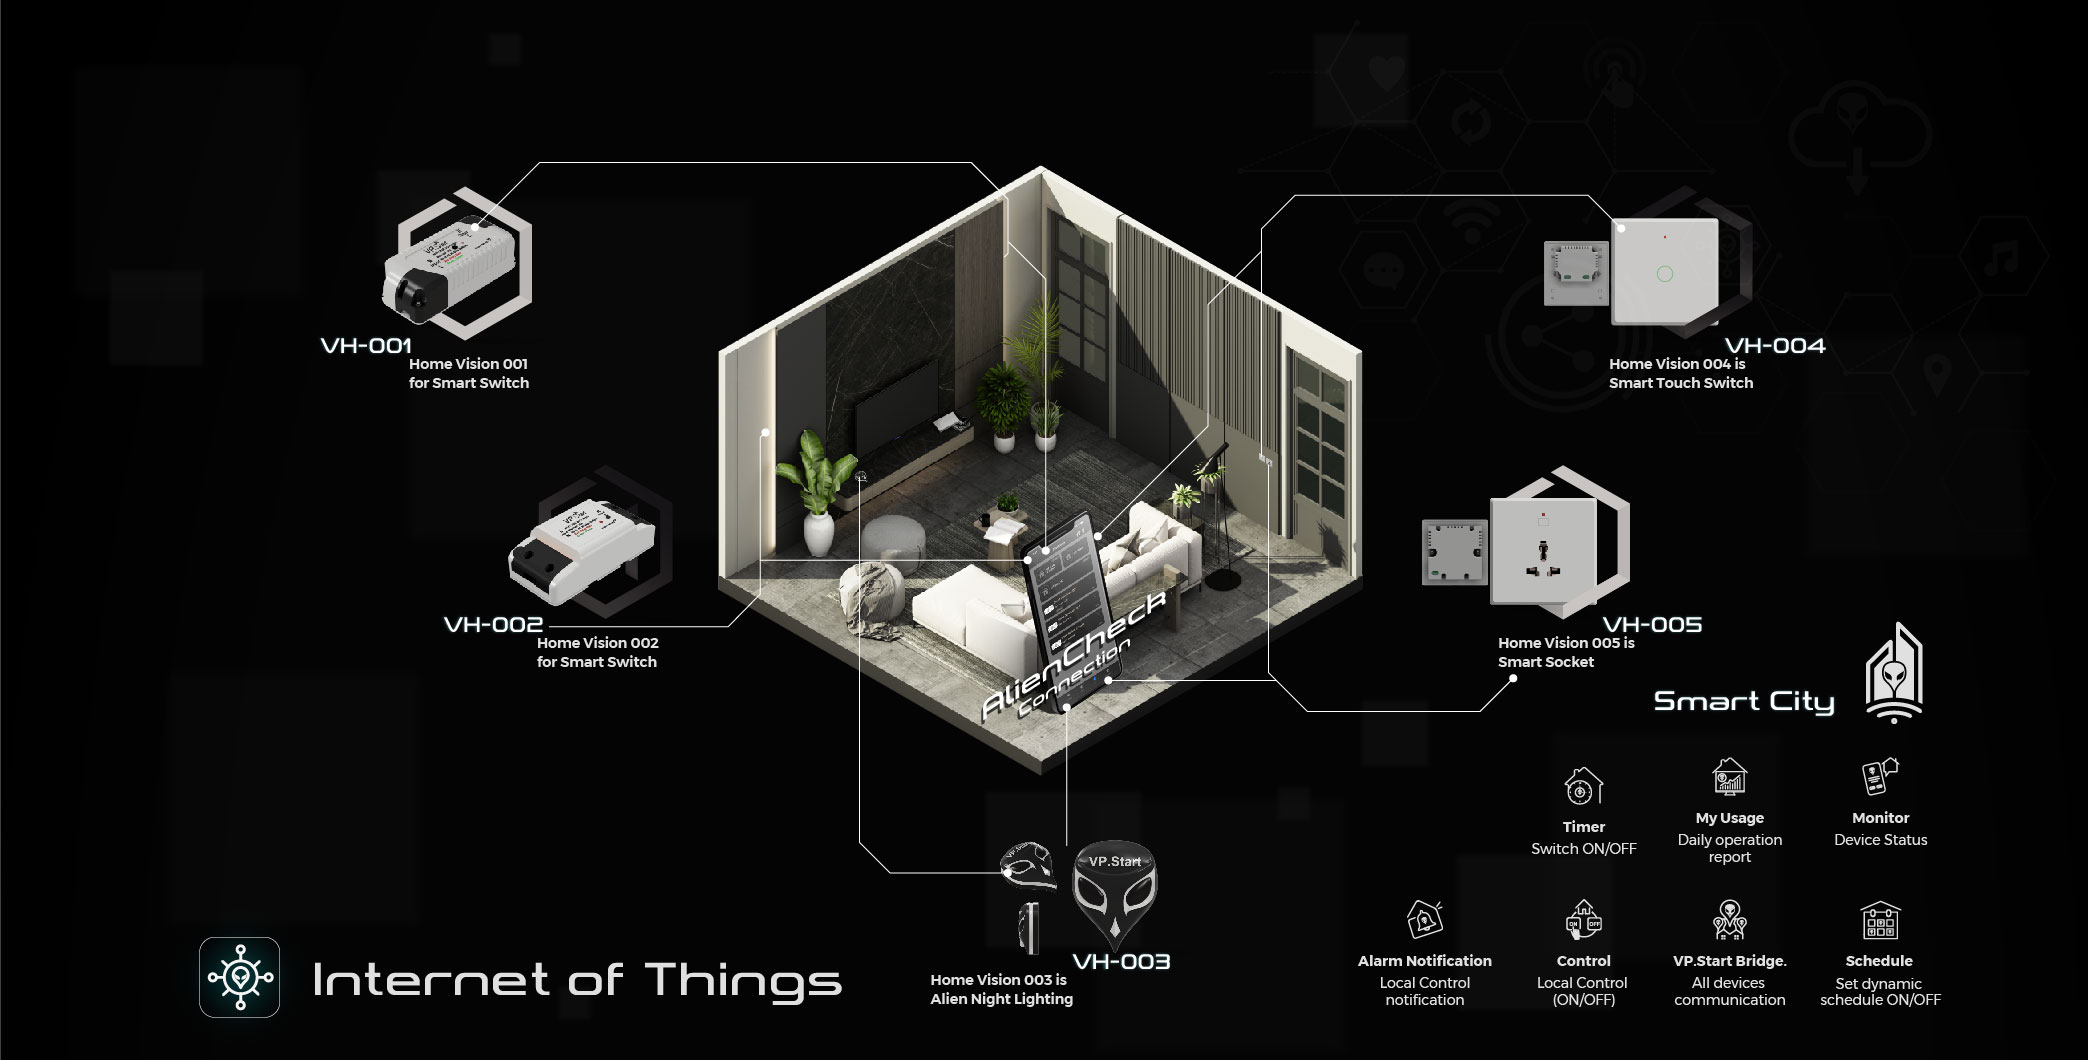 VH-001
Home Vision 001
for Smart Switch
VH-004
Home Vision 004 is
Smart Touch Switch
VH-002
Home Vision 002
for Smart Switch
VH-005
Home Vision 005 is
Smart Socket
AlienCheck
Connection
Smart City
Timer
Switch ON/OFF
My Usage
Daily operation
report
Monitor
Device Status
VP.Start
VH-003
Home Vision 003 is
Alien Night Lighting
Internet of Things
Alarm Notification
Local Control
notification
ON OFF
Control
Local Control
(ON/OFF)
VP.Start Bridge.
All devices
communication
Schedule
Set dynamic
schedule ON/OFF